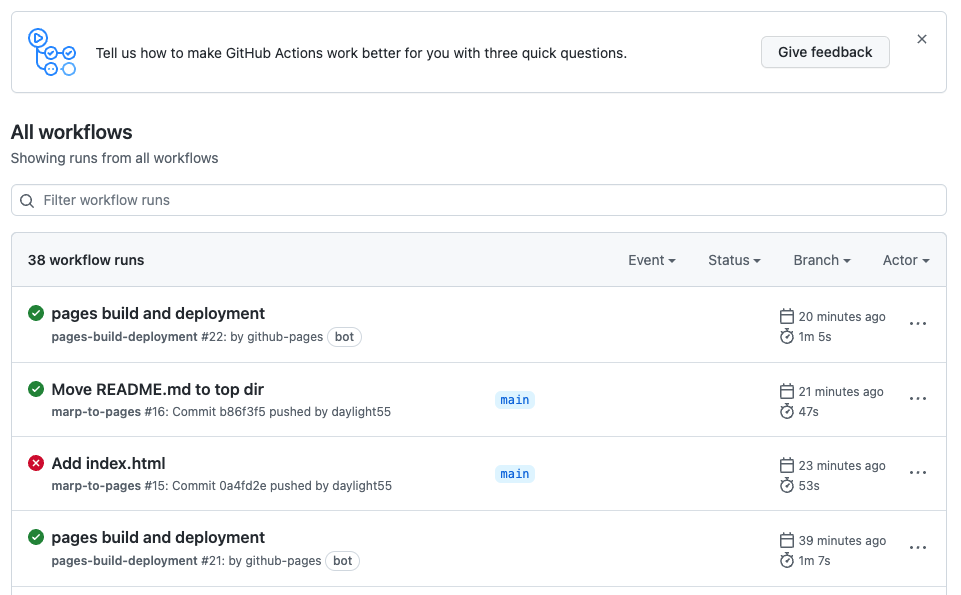 Tell us how to make GitHub Actions work better for you with three quick questions.
Give feedback
All workflows
Showing runs from all workflows
Filter workflow runs
38 workflow runs
Event
Status
Branch
Actor
pages build and deployment
20 minutes ago
pages-build-deployment #22: by github-pages bot
1m 5s
Move README.md to top dir
main
21 minutes ago
marp-to-pages #16: Commit b86f3f5 pushed by daylight55
47s
Add index.html
main
23 minutes ago
marp-to-pages #15: Commit 0a4fd2e pushed by daylight55
53s
pages build and deployment
39 minutes ago
pages-build-deployment #21: by github-pages bot
1m 7s